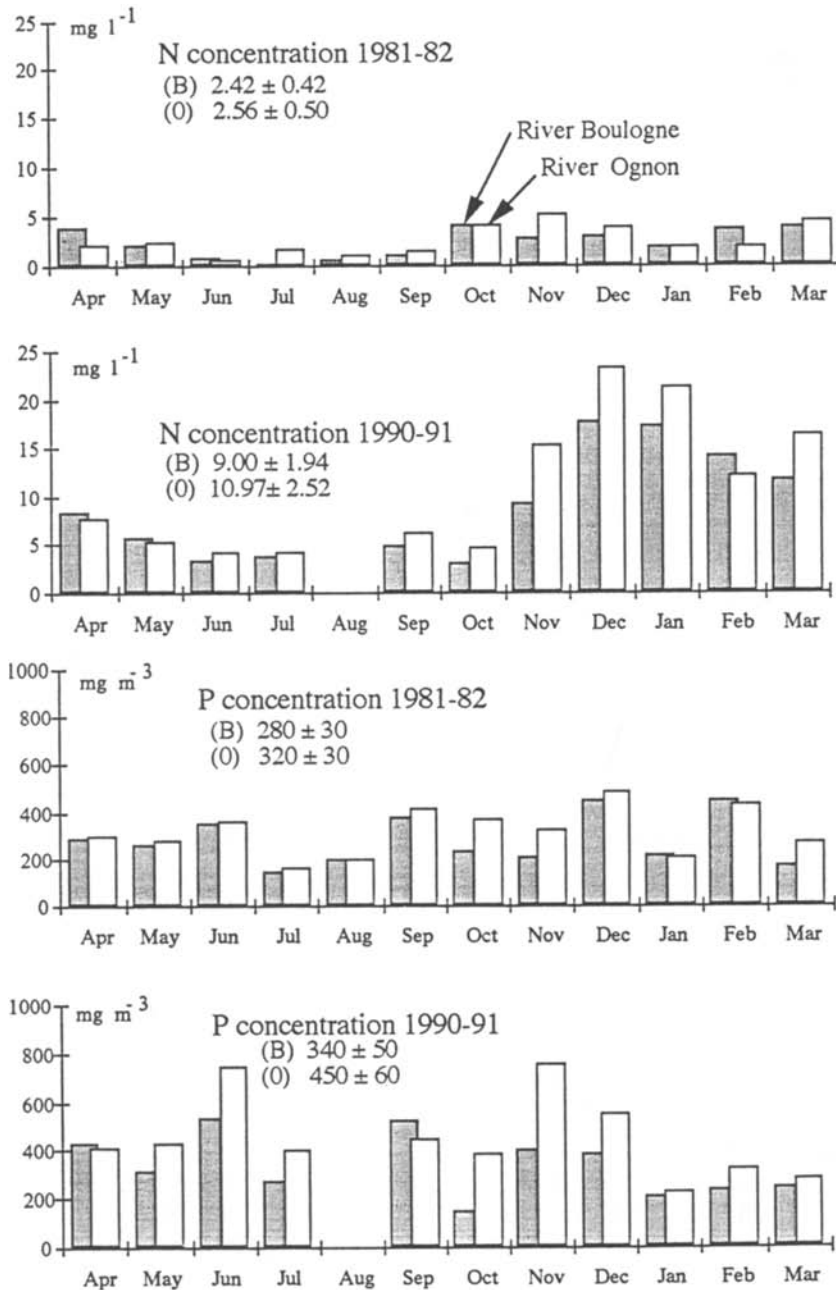 25 mg l-1
N concentration 1981-82
20
(B) 2.42 ± 0.42
(0) 2.56 ± 0.50
15
River Boulogne
10
River Ognon
5
0
Apr May Jun Jul Aug Sep Oct Nov Dec Jan Feb Mar
25 mg l-1
20
N concentration 1990-91
15
(B) 9.00 ± 1.94
(0) 10.97± 2.52
10
5
0
Apr May Jun Jul Aug Sep Oct Nov Dec Jan Feb Mar
1000 mg m-3
P concentration 1981-82
800
(B) 280 ± 30
(0) 320 ± 30
600
400
200
0
Apr May Jun Jul Aug Sep Oct Nov Dec Jan Feb Mar
1000 mg m-3
P concentration 1990-91
800
(B) 340 ± 50
(0) 450 ± 60
600
400
200
0
Apr May Jun Jul Aug Sep Oct Nov Dec Jan Feb Mar